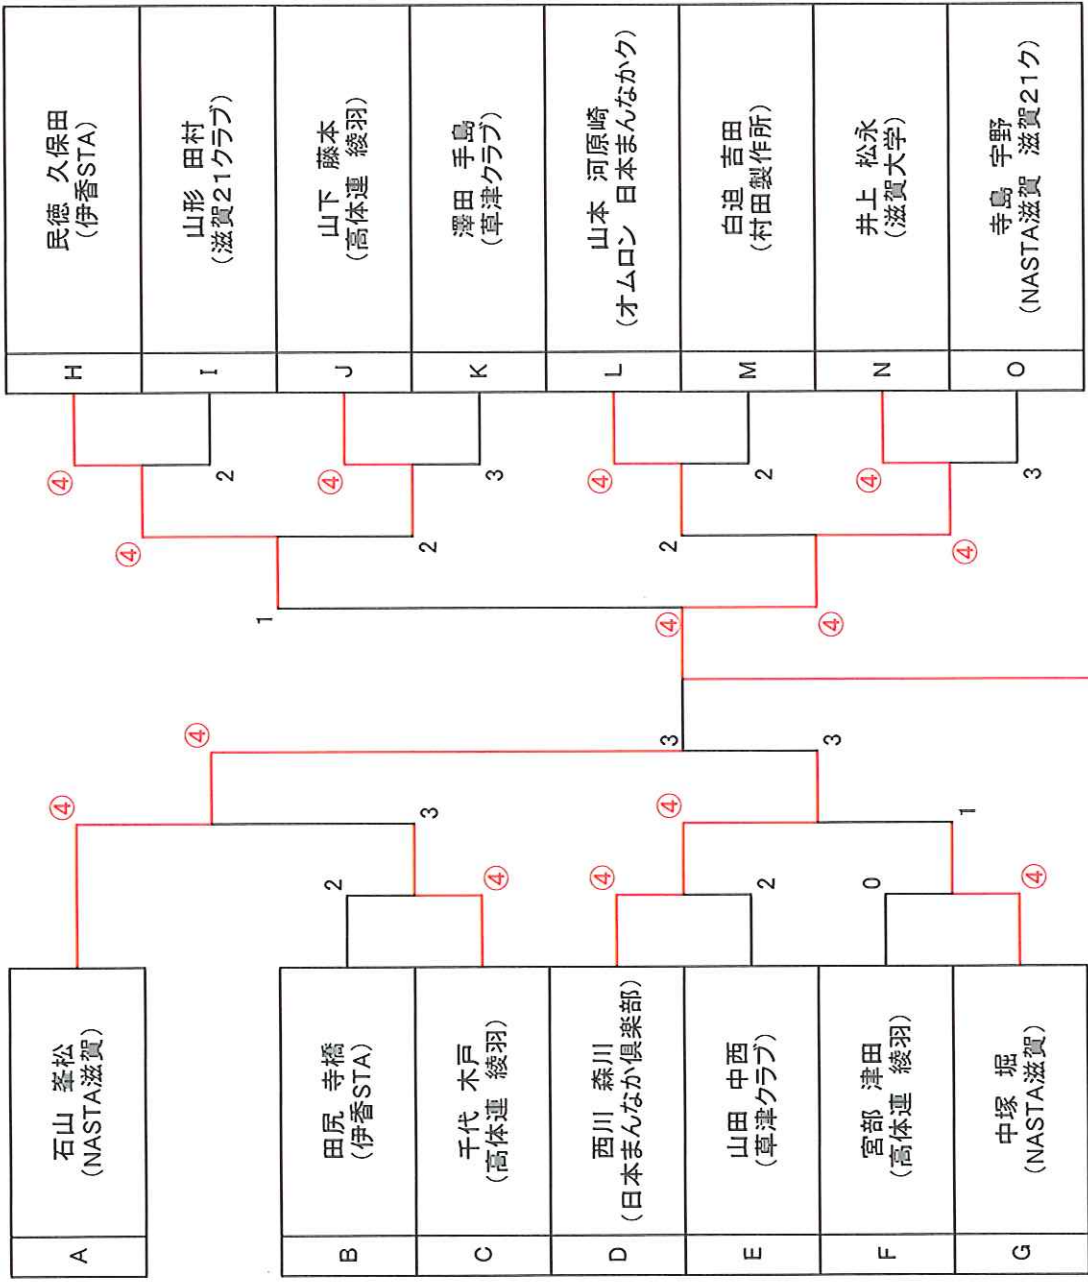 A
石山 峯松
(NASTA滋賀)
B
田尻 寺橋
(伊香STA)
C
千代 木戸
(高体連 綾羽)
D
西川 森川
(日本まんなか倶楽部)
E
山田 中西
(草津クラブ)
F
宮部 津田
(高体連 綾羽)
G
中塚 堀
(NASTA滋賀)
④
2
④
④
2
0
④
3
④
1
④
3
3
④
1
④
④
2
2
④
④
2
④
3
④
2
④
3
H
民徳 久保田
(伊香STA)
I
山形 田村
(滋賀21クラブ)
J
山下 藤本
(高体連 綾羽)
K
澤田 手島
(草津クラブ)
L
山本 河原崎
(オムロン 日本まんなかク)
M
白迫 吉田
(村田製作所)
N
井上 松永
(滋賀大学)
O
寺島 宇野
(NASTA滋賀 滋賀21ク)